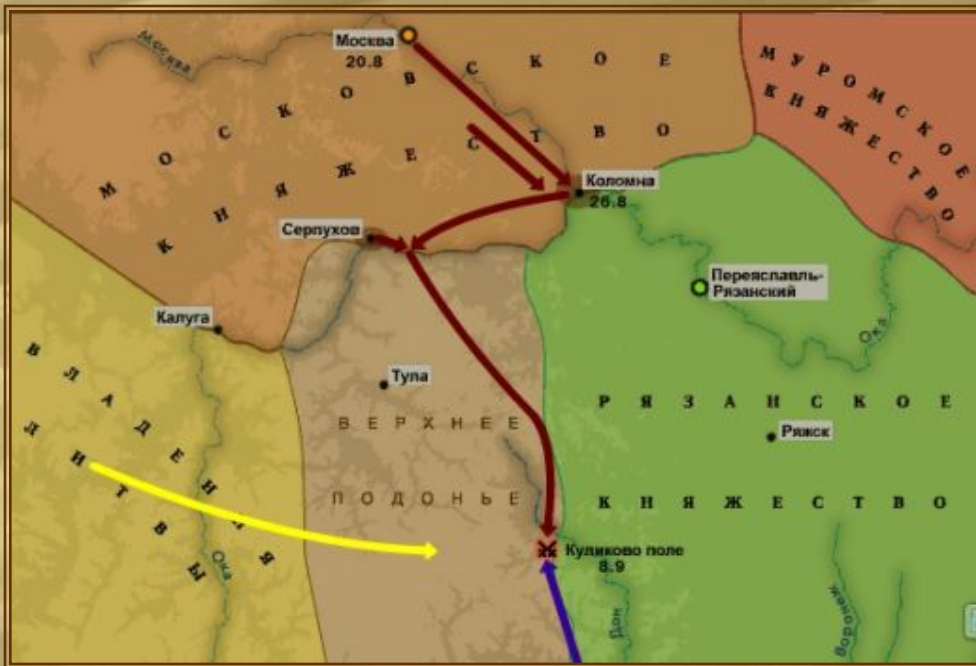 Москва
20.8
Москва
МОСКОВСКОЕ
КНЯЖЕСТВО
МУРОМСКОЕ
КНЯЖЕСТВО
Коломна
26.8
Серпухов
Переяславль-
Рязанский
Калуга
Ока
Тула
ВЛАДЕНИЯ
ЛИТВЫ
ВЕРХНЕЕ
ПОДОНЬЕ
РЯЗАНСКОЕ
Ряжск
КНЯЖЕСТВО
Куликово поле
8.9
Ока
Дон
Воронеж